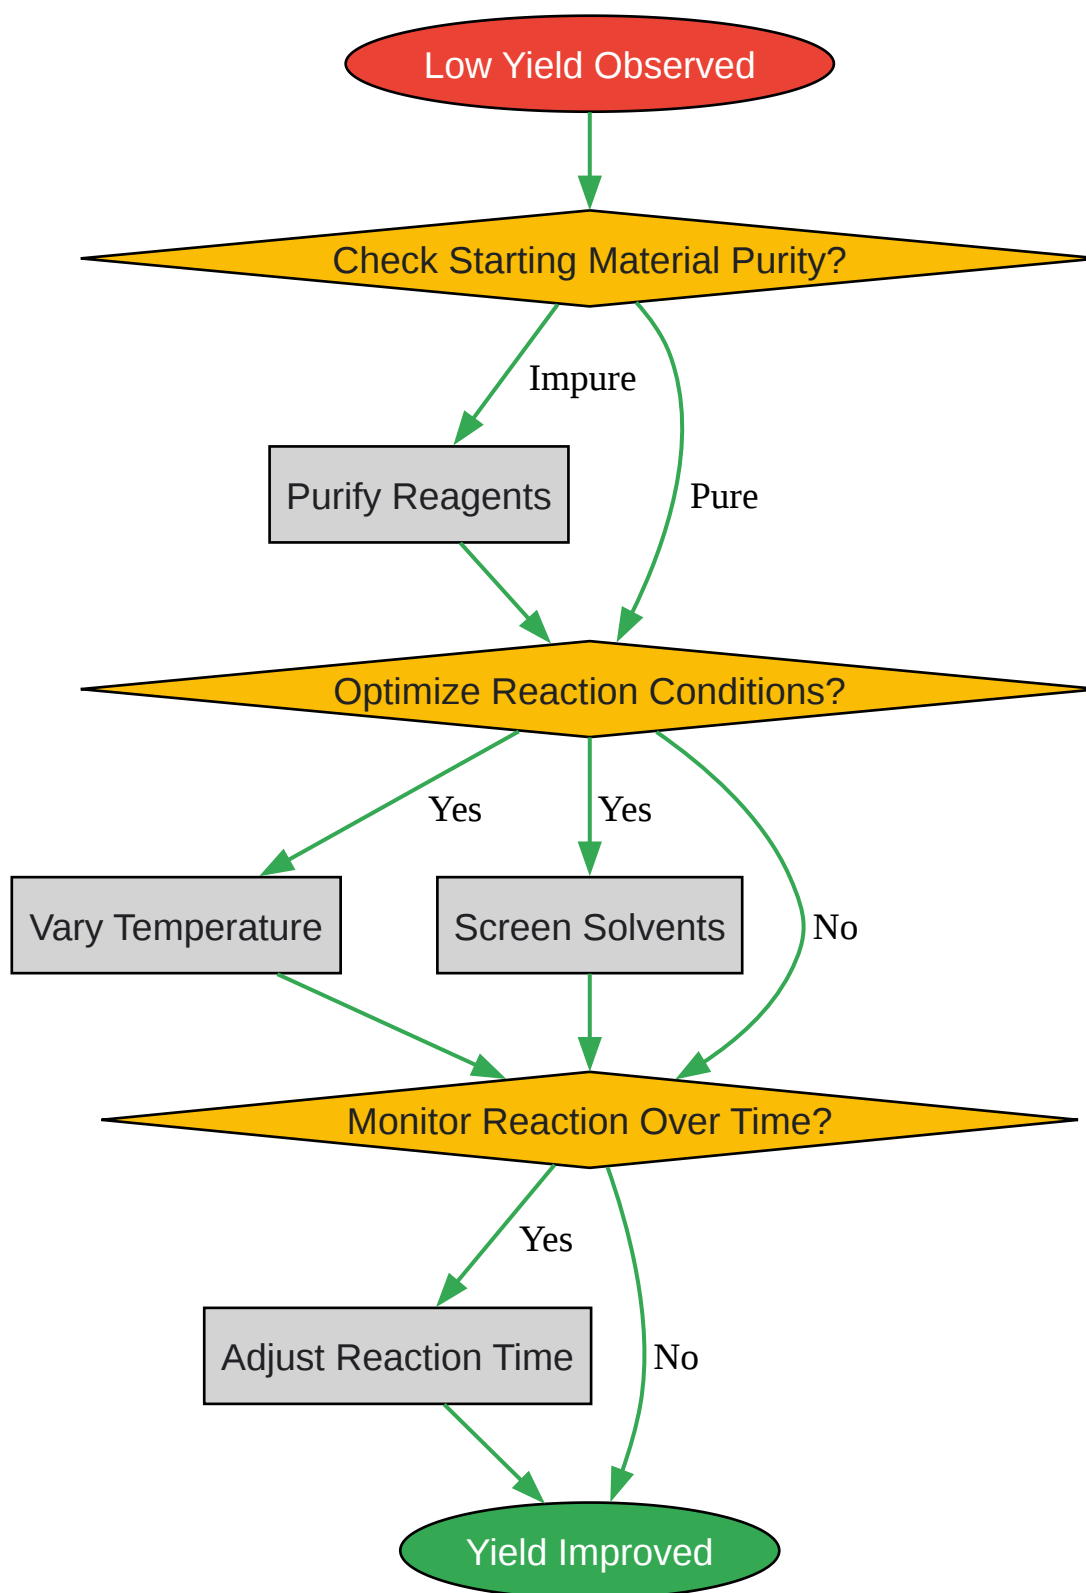 Low Yield Observed
Check Starting Material Purity?
Impure
Purify Reagents
Pure
Optimize Reaction Conditions?
Yes
Yes
Vary Temperature
Screen Solvents
No
Monitor Reaction Over Time?
Yes
Adjust Reaction Time
No
Yield Improved